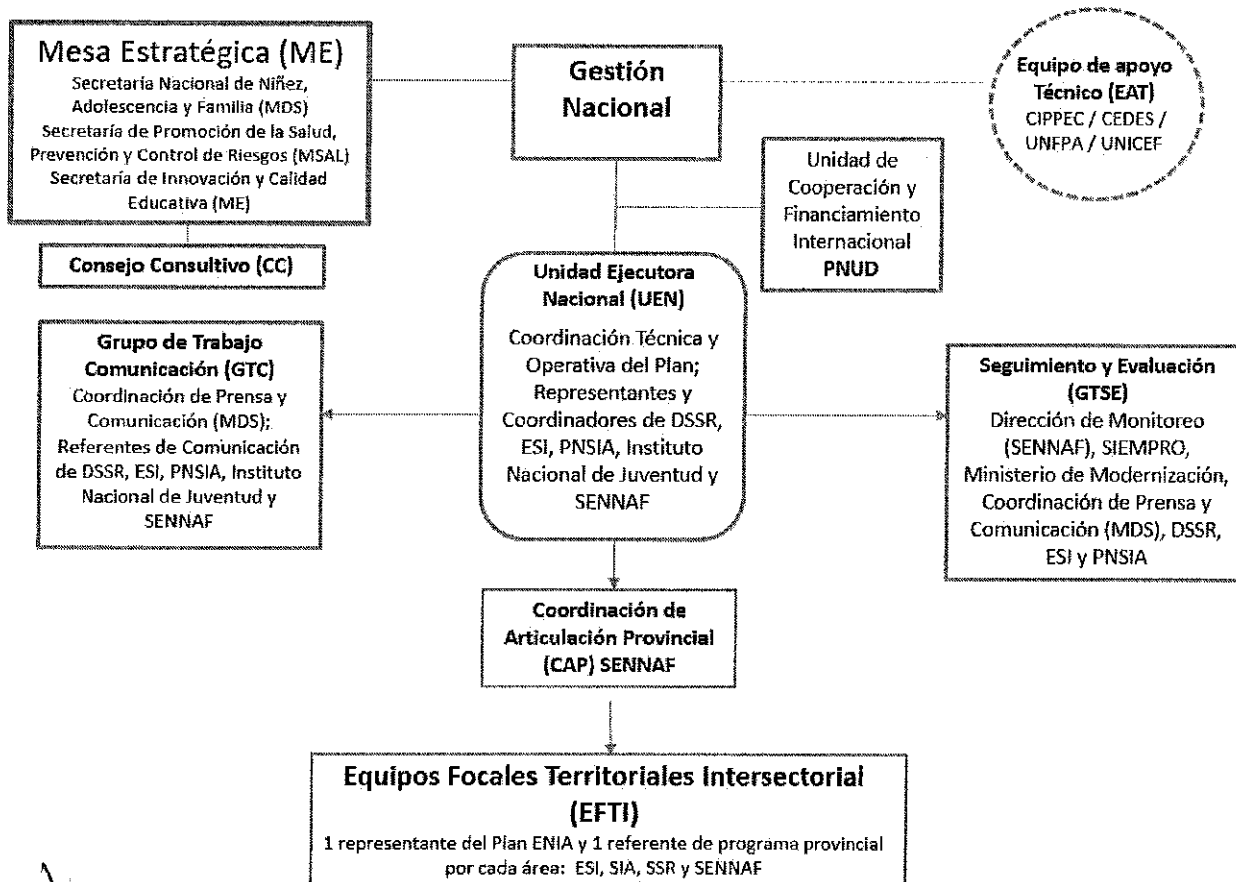 Mesa Estratégica (ME)
Secretaría Nacional de Niñez,
Adolescencia y Familia (MDS)
Secretaría de Promoción de la Salud,
Prevención y Control de Riesgos (MSAL)
Secretaría de Innovación y Calidad
Educativa (ME)
Consejo Consultivo (CC)
Gestión
Nacional
Equipo de apoyo
Técnico (EAT)
CIPPEC / CEDES /
UNFPA / UNICEF
Unidad de
Cooperación y
Financiamiento
Internacional
PNUD
Unidad Ejecutora
Nacional (UEN)
Coordinación Técnica y
Operativa del Plan;
Representantes y
Coordinadores de DSSR,
ESI, PNSIA, Instituto
Nacional de Juventud y
SENNAF
Grupo de Trabajo
Comunicación (GTC)
Coordinación de Prensa y
Comunicación (MDS);
Referentes de Comunicación
de DSSR, ESI, PNSIA, Instituto
Nacional de Juventud y
SENNAF
Seguimiento y Evaluación
(GTSE)
Dirección de Monitoreo
(SENNAF), SIEMPRO,
Ministerio de Modernización,
Coordinación de Prensa y
Comunicación (MDS), DSSR,
ESI y PNSIA
Coordinación de
Articulación Provincial
(CAP) SENNAF
Equipos Focales Territoriales Intersectorial
(EFTI)
1 representante del Plan ENIA y 1 referente de programa provincial
por cada área: ESI, SIA, SSR y SENNAF